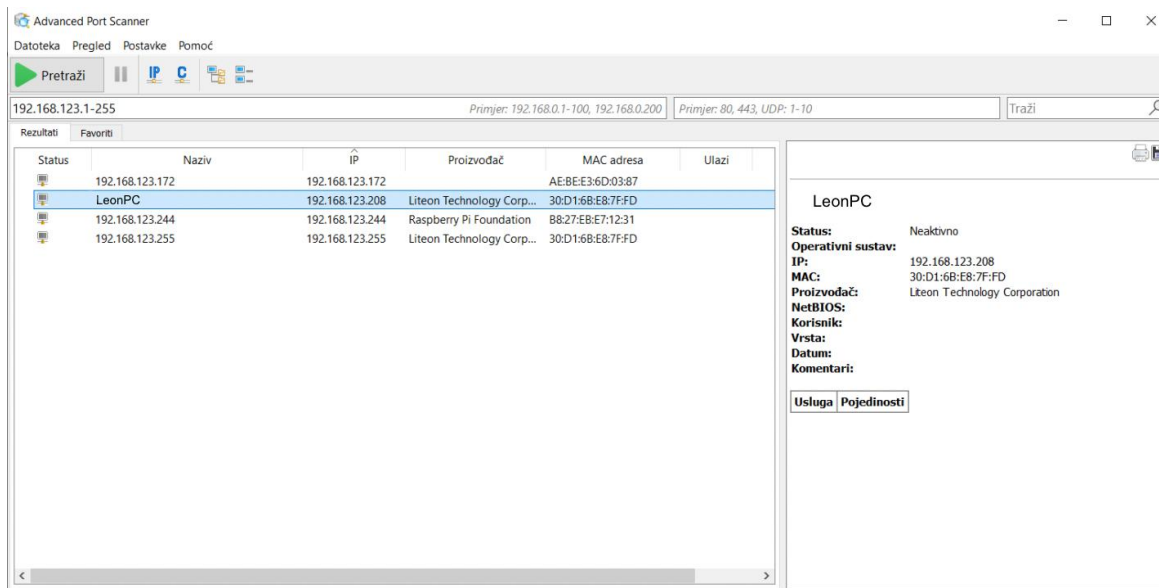 Advanced Port Scanner
Datoteka Pregled Postavke Pomoć
Pretraži IP C
192.168.123.1-255 Primjer: 192.168.0.1-100, 192.168.0.200 Primjer: 80, 443, UDP: 1-10 Traži
Rezultati Favoriti
Status Naziv IP Proizvođač MAC adresa Ulazi
192.168.123.172 192.168.123.172 AE:BE:E3:6D:03:87
LeonPC 192.168.123.208 Liteon Technology Corp... 30:D1:6B:E8:7F:FD
192.168.123.244 192.168.123.244 Raspberry Pi Foundation B8:27:EB:E7:12:31
192.168.123.255 192.168.123.255 Liteon Technology Corp... 30:D1:6B:E8:7F:FD
LeonPC
Status: Neaktivno
Operativni sustav:
IP: 192.168.123.208
MAC: 30:D1:6B:E8:7F:FD
Proizvođač: Liteon Technology Corporation
NetBIOS:
Korisnik:
Vrsta:
Datum:
Komentari:
Usluga Pojedinosti